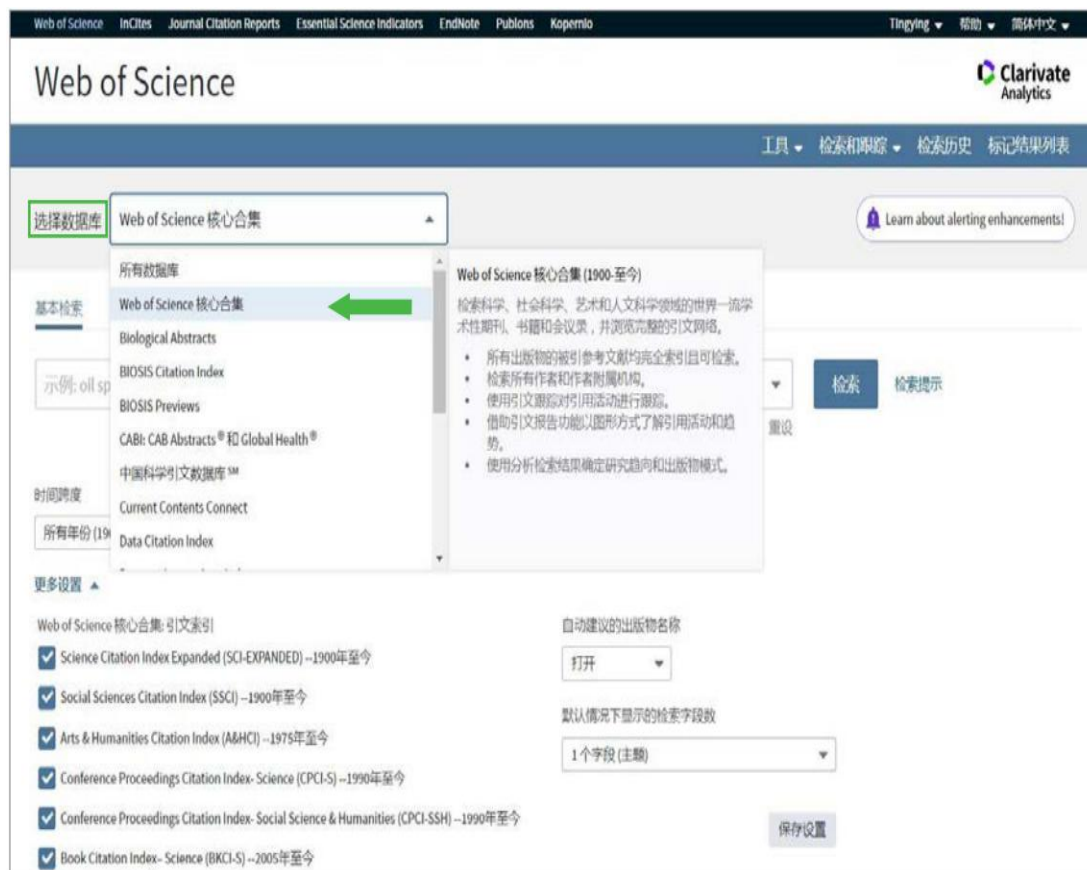 Web of Science InCites Journal Citation Reports Essential Science Indicators EndNote Publons Kopernio Tingying 帮助 简体中文
Web of Science
Clarivate
Analytics
工具 检索和跟踪 检索历史 标记结果列表
选择数据库 Web of Science 核心合集
Learn about alerting enhancements!
所有数据库
Web of Science 核心合集
Biological Abstracts
BIOSIS Citation Index
BIOSIS Previews
CABI: CAB Abstracts® 和 Global Health®
中国科学引文数据库℠
Current Contents Connect
Data Citation Index
Web of Science 核心合集 (1900-至今)
检索科学、社会科学、艺术和人文科学领域的世界一流学
术性期刊、书籍和会议录，并浏览完整的引文网络。
• 所有出版物的被引参考文献均完全索引且可检索。
• 检索所有作者和作者附属机构。
• 使用引文跟踪对引用活动进行跟踪。
• 借助引文报告功能以图形方式了解引用活动和趋
势。
• 使用分析检索结果确定研究趋向和出版物模式。
基本检索
示例: oil sp
检索 检索提示
重设
时间跨度
所有年份 (19
更多设置
Web of Science 核心合集: 引文索引
Science Citation Index Expanded (SCI-EXPANDED) --1900年至今
Social Sciences Citation Index (SSCI) --1900年至今
Arts & Humanities Citation Index (A&HCI) --1975年至今
Conference Proceedings Citation Index- Science (CPCI-S) --1990年至今
Conference Proceedings Citation Index- Social Science & Humanities (CPCI-SSH) --1990年至今
Book Citation Index– Science (BKCI-S) --2005年至今
自动建议的出版物名称
打开
默认情况下显示的检索字段数
1 个字段 (主题)
保存设置